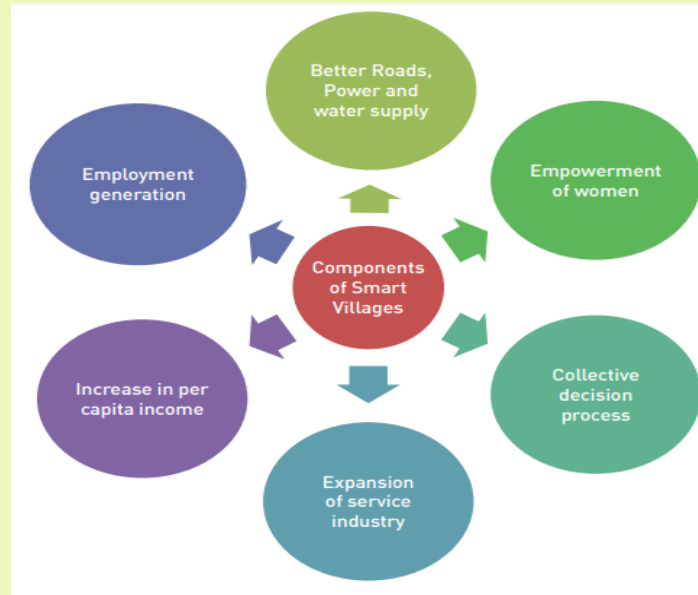 Better Roads,
Power and
water supply
Empowerment
of women
Collective
decision
process
Expansion
of service
industry
Increase in per
capita income
Employment
generation
Components
of Smart
Villages